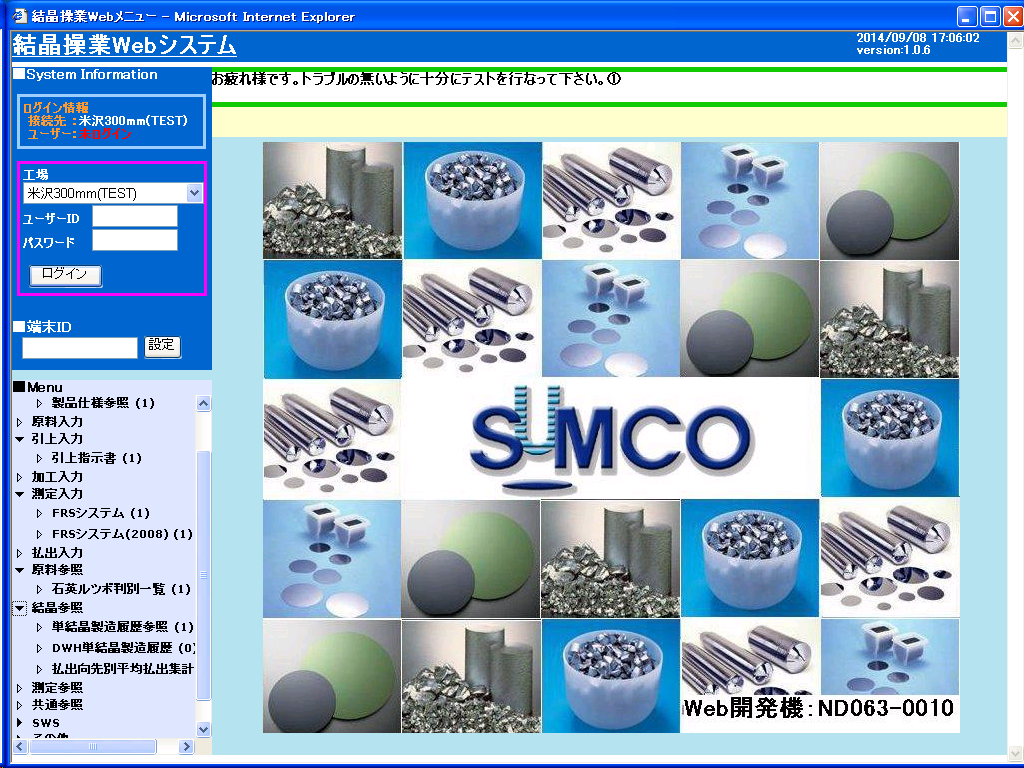 結晶操業Webメニュー - Microsoft Internet Explorer
結晶操業Webシステム
2014/09/08 17:06:02
version:1.0.6
■System Information
お疲れ様です。トラブルの無いように十分にテストを行なって下さい。①
ログイン情報
接続先 : 米沢300mm(TEST)
ユーザー : 未ログイン
工場
米沢300mm(TEST)
ユーザーID
パスワード
ログイン
■端末ID
設定
■Menu
製品仕様参照 (1)
原料入力
引上入力
引上指示書 (1)
加工入力
測定入力
FRSシステム (1)
FRSシステム(2008) (1)
払出入力
原料参照
石英ルツボ判別一覧 (1)
結晶参照
単結晶製造履歴参照 (1)
DWH単結晶製造履歴 (0)
払出向先別平均払出集計
測定参照
共通参照
SWS
その他
SUMCO
Web開発機:ND063-0010